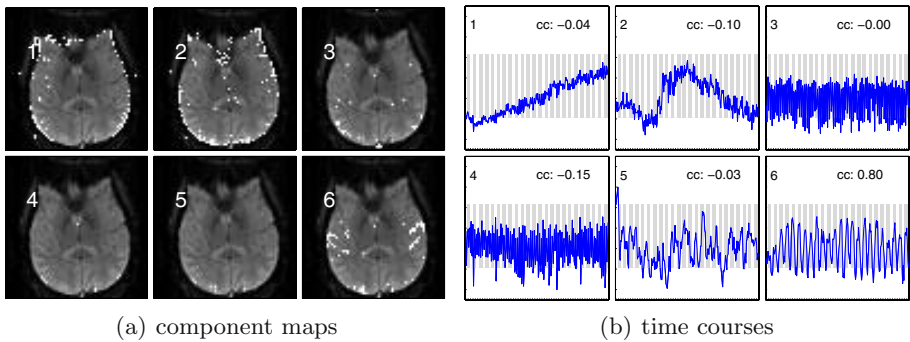 1 2 3
4 5 6
1 cc: −0.04
2 cc: −0.10
3 cc: −0.00
4 cc: −0.15
5 cc: −0.03
6 cc: 0.80
(a) component maps
(b) time courses